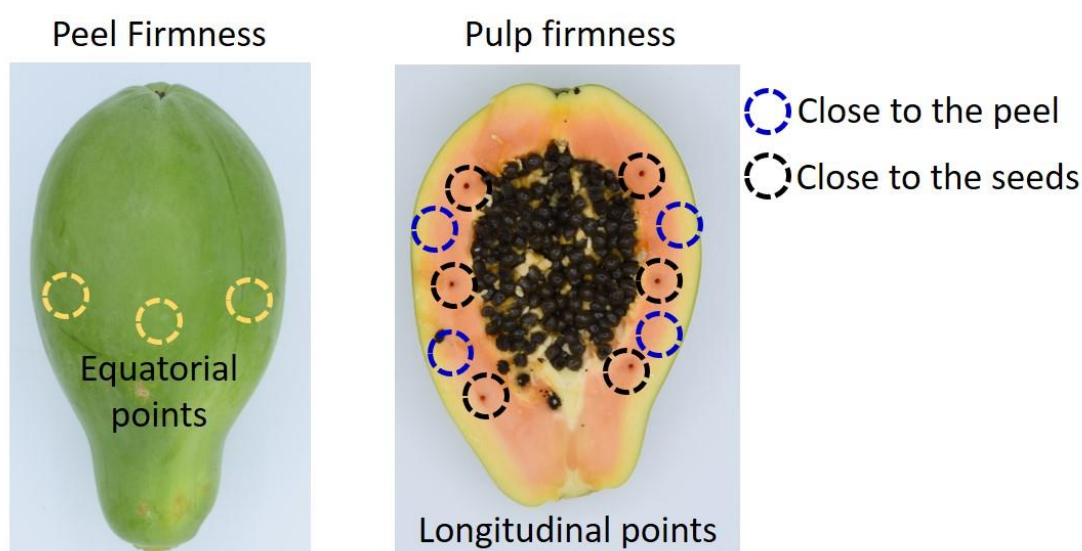 Peel Firmness
Pulp firmness
Close to the peel
Close to the seeds
Equatorial
points
Longitudinal points